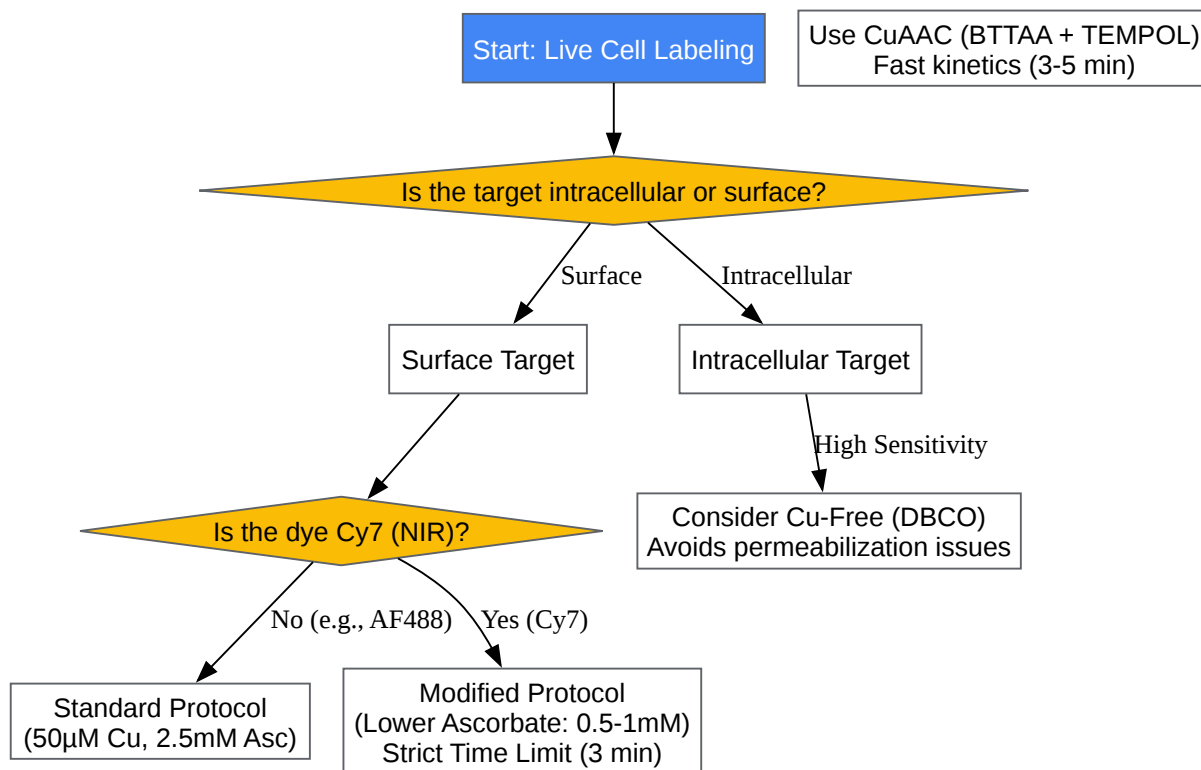 Start: Live Cell Labeling
Use CuAAC (BTTAA + TEMPOL)
Fast kinetics (3-5 min)
Is the target intracellular or surface?
Surface
Intracellular
Surface Target
Intracellular Target
High Sensitivity
Is the dye Cy7 (NIR)?
Consider Cu-Free (DBCO)
Avoids permeabilization issues
No (e.g., AF488)
Yes (Cy7)
Standard Protocol
(50µM Cu, 2.5mM Asc)
Modified Protocol
(Lower Ascorbate: 0.5-1mM)
Strict Time Limit (3 min)